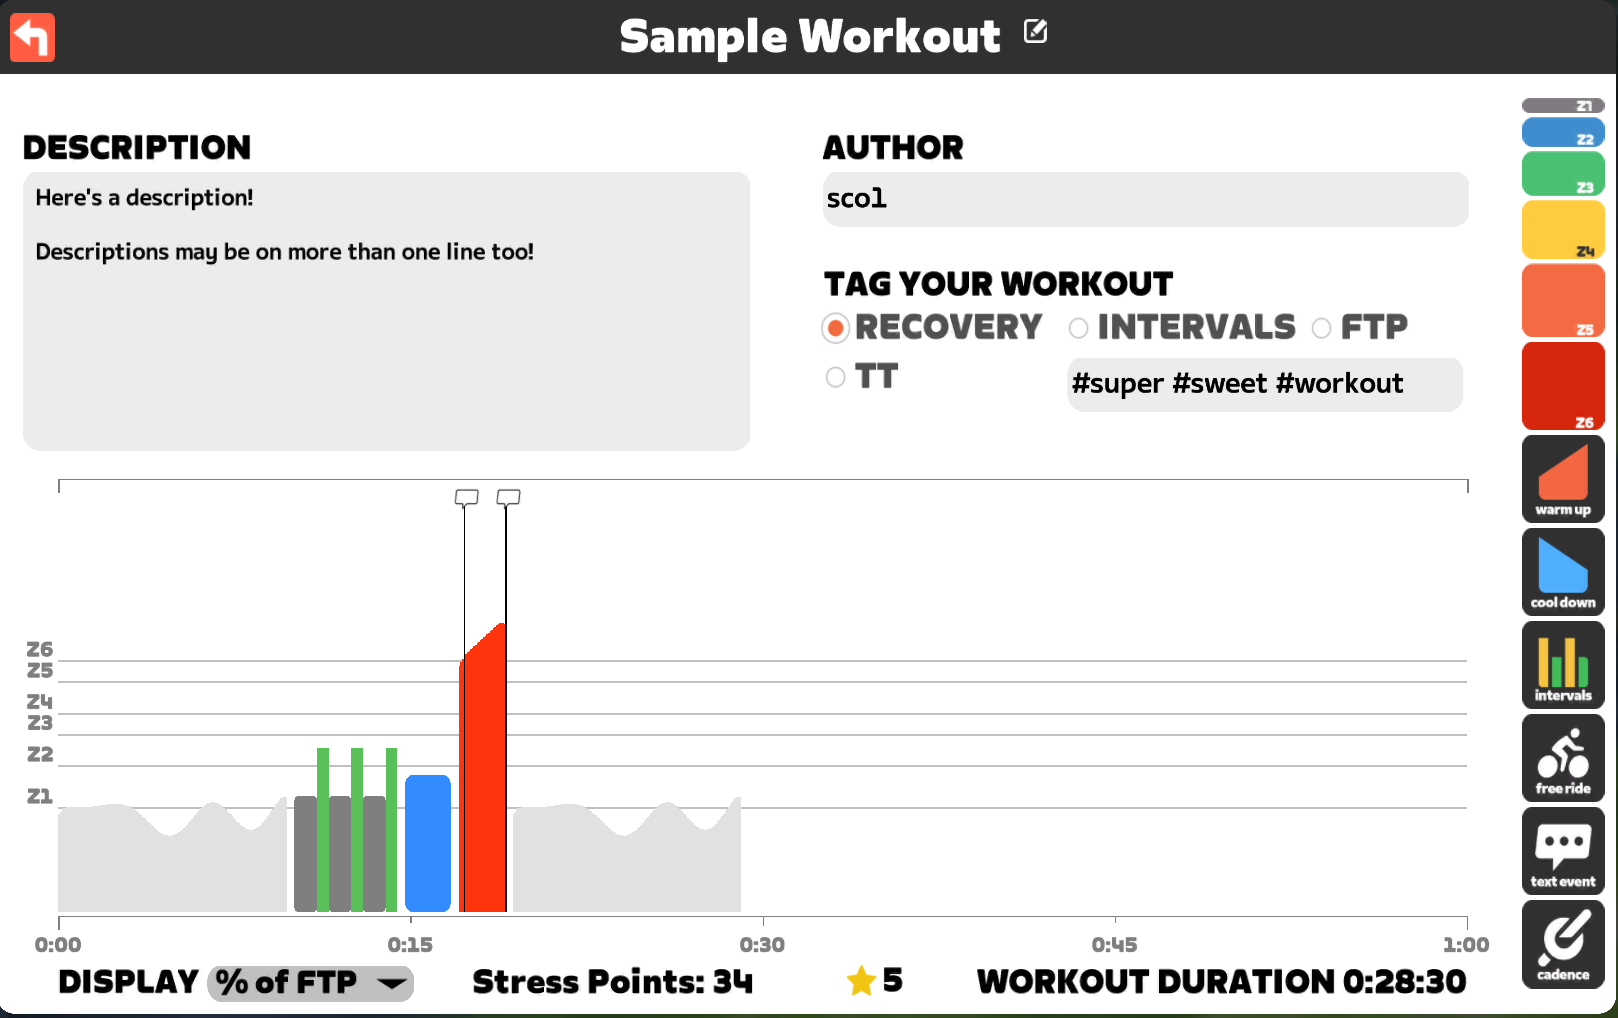 Sample Workout
DESCRIPTION
Here's a description!
Descriptions may be on more than one line too!
AUTHOR
scol
TAG YOUR WORKOUT
RECOVERY INTERVALS FTP
TT #super #sweet #workout
Z1
Z2
Z3
Z4
Z5
Z6
warm up
cool down
intervals
free ride
text event
cadence
Z6
Z5
Z4
Z3
Z2
Z1
0:00 0:15 0:30 0:45 1:00
DISPLAY % of FTP Stress Points: 34 5 WORKOUT DURATION 0:28:30